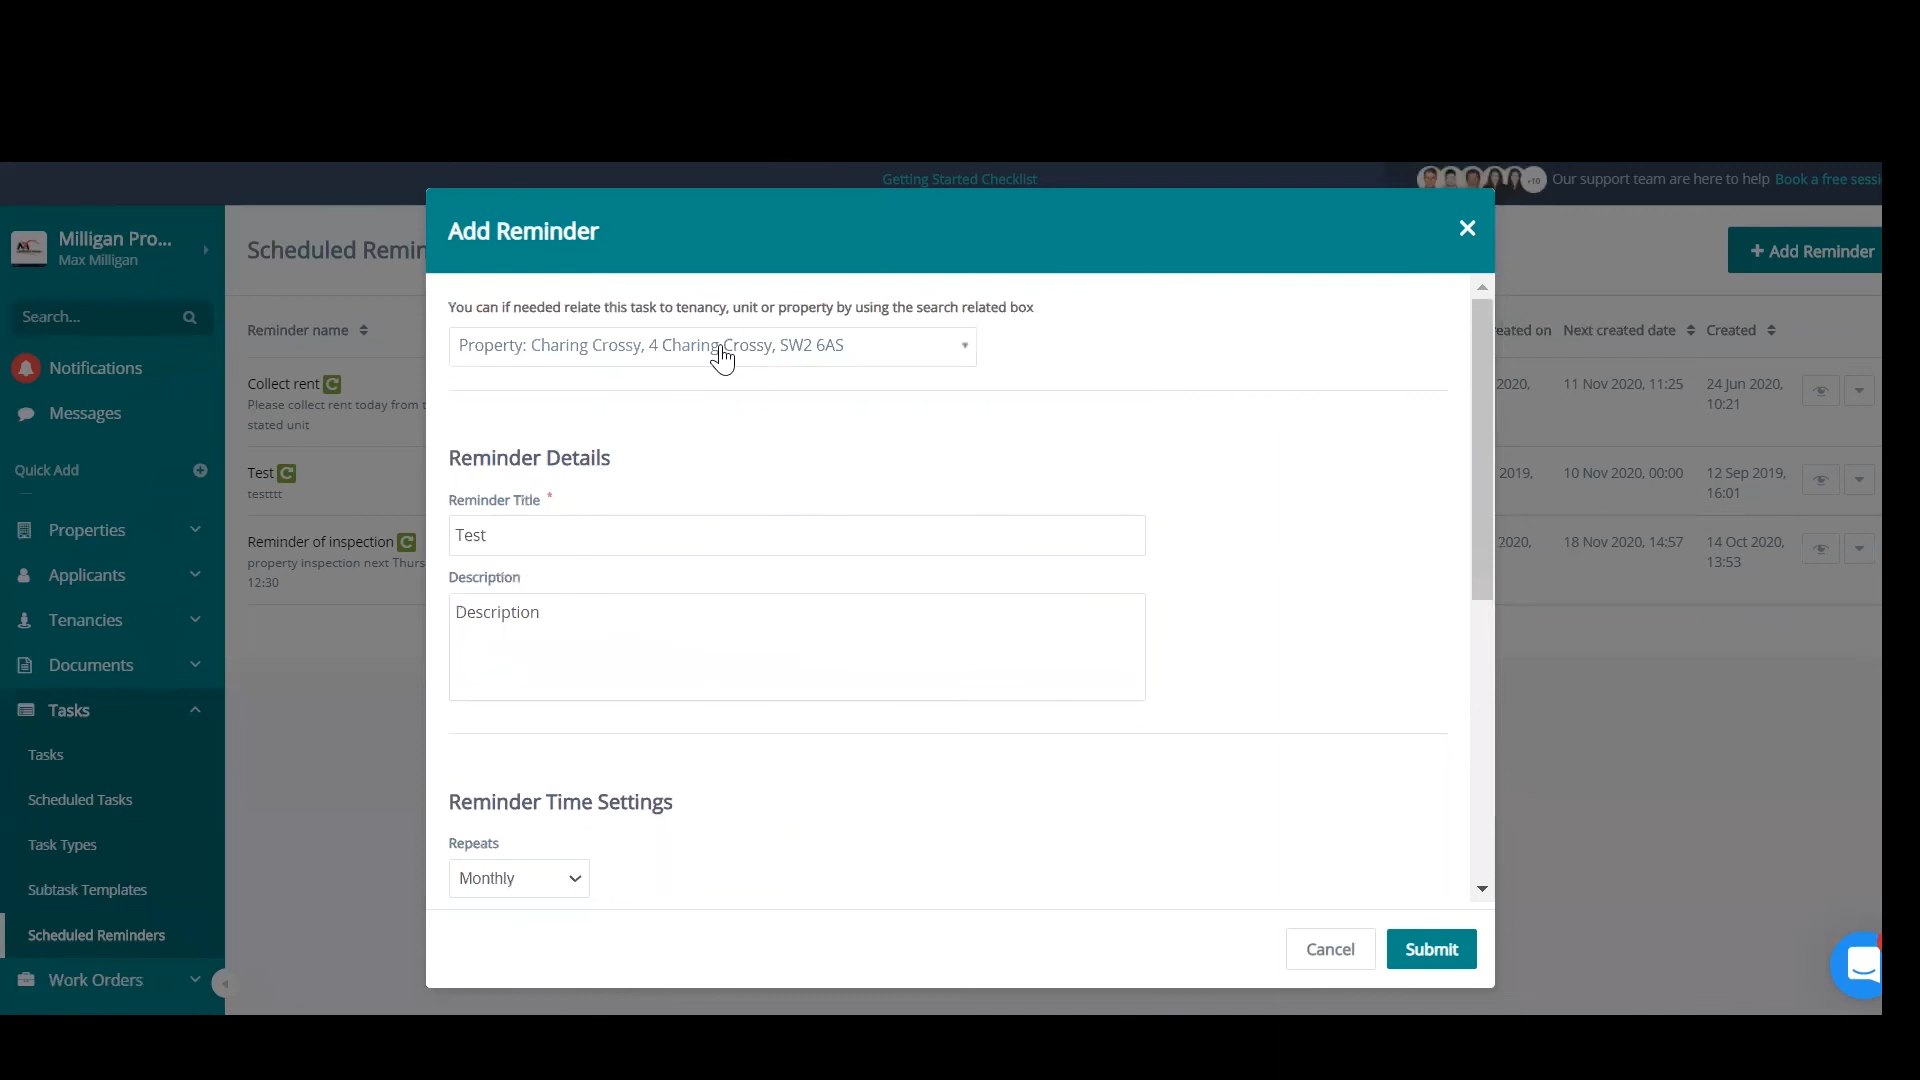 Getting Started Checklist
+10 Our support team are here to help Book a free sessi
Milligan Pro...
Max Milligan
Search...
Notifications
Messages
Quick Add
Properties
Applicants
Tenancies
Documents
Tasks
Tasks
Scheduled Tasks
Task Types
Subtask Templates
Scheduled Reminders
Work Orders
Scheduled Remin
+ Add Reminder
Reminder name
eated on Next created date Created
Collect rent
Please collect rent today from t
stated unit
2020, 11 Nov 2020, 11:25 24 Jun 2020,
10:21
Test
testttt
2019, 10 Nov 2020, 00:00 12 Sep 2019,
16:01
Reminder of inspection
property inspection next Thurs
12:30
2020, 18 Nov 2020, 14:57 14 Oct 2020,
13:53
Add Reminder
You can if needed relate this task to tenancy, unit or property by using the search related box
Property: Charing Crossy, 4 Charing Crossy, SW2 6AS
Reminder Details
Reminder Title *
Test
Description
Description
Reminder Time Settings
Repeats
Monthly
Cancel
Submit